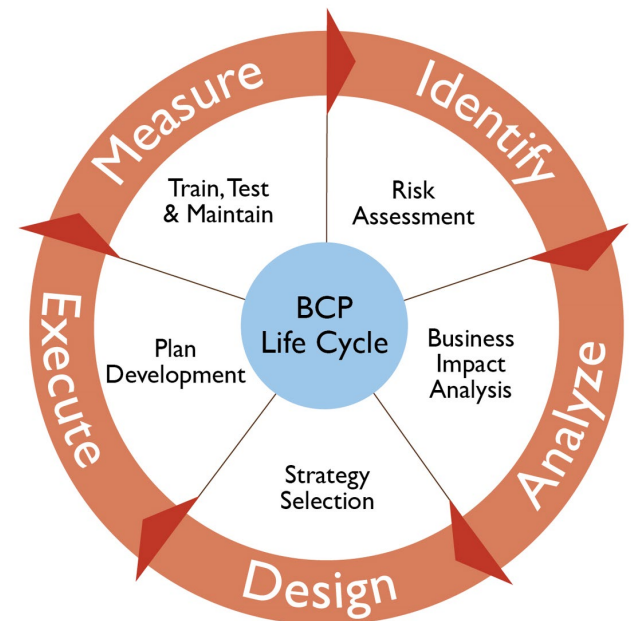 BCP
Life Cycle
Identify
Risk
Assessment
Analyze
Business
Impact
Analysis
Design
Strategy
Selection
Execute
Plan
Development
Measure
Train, Test
& Maintain